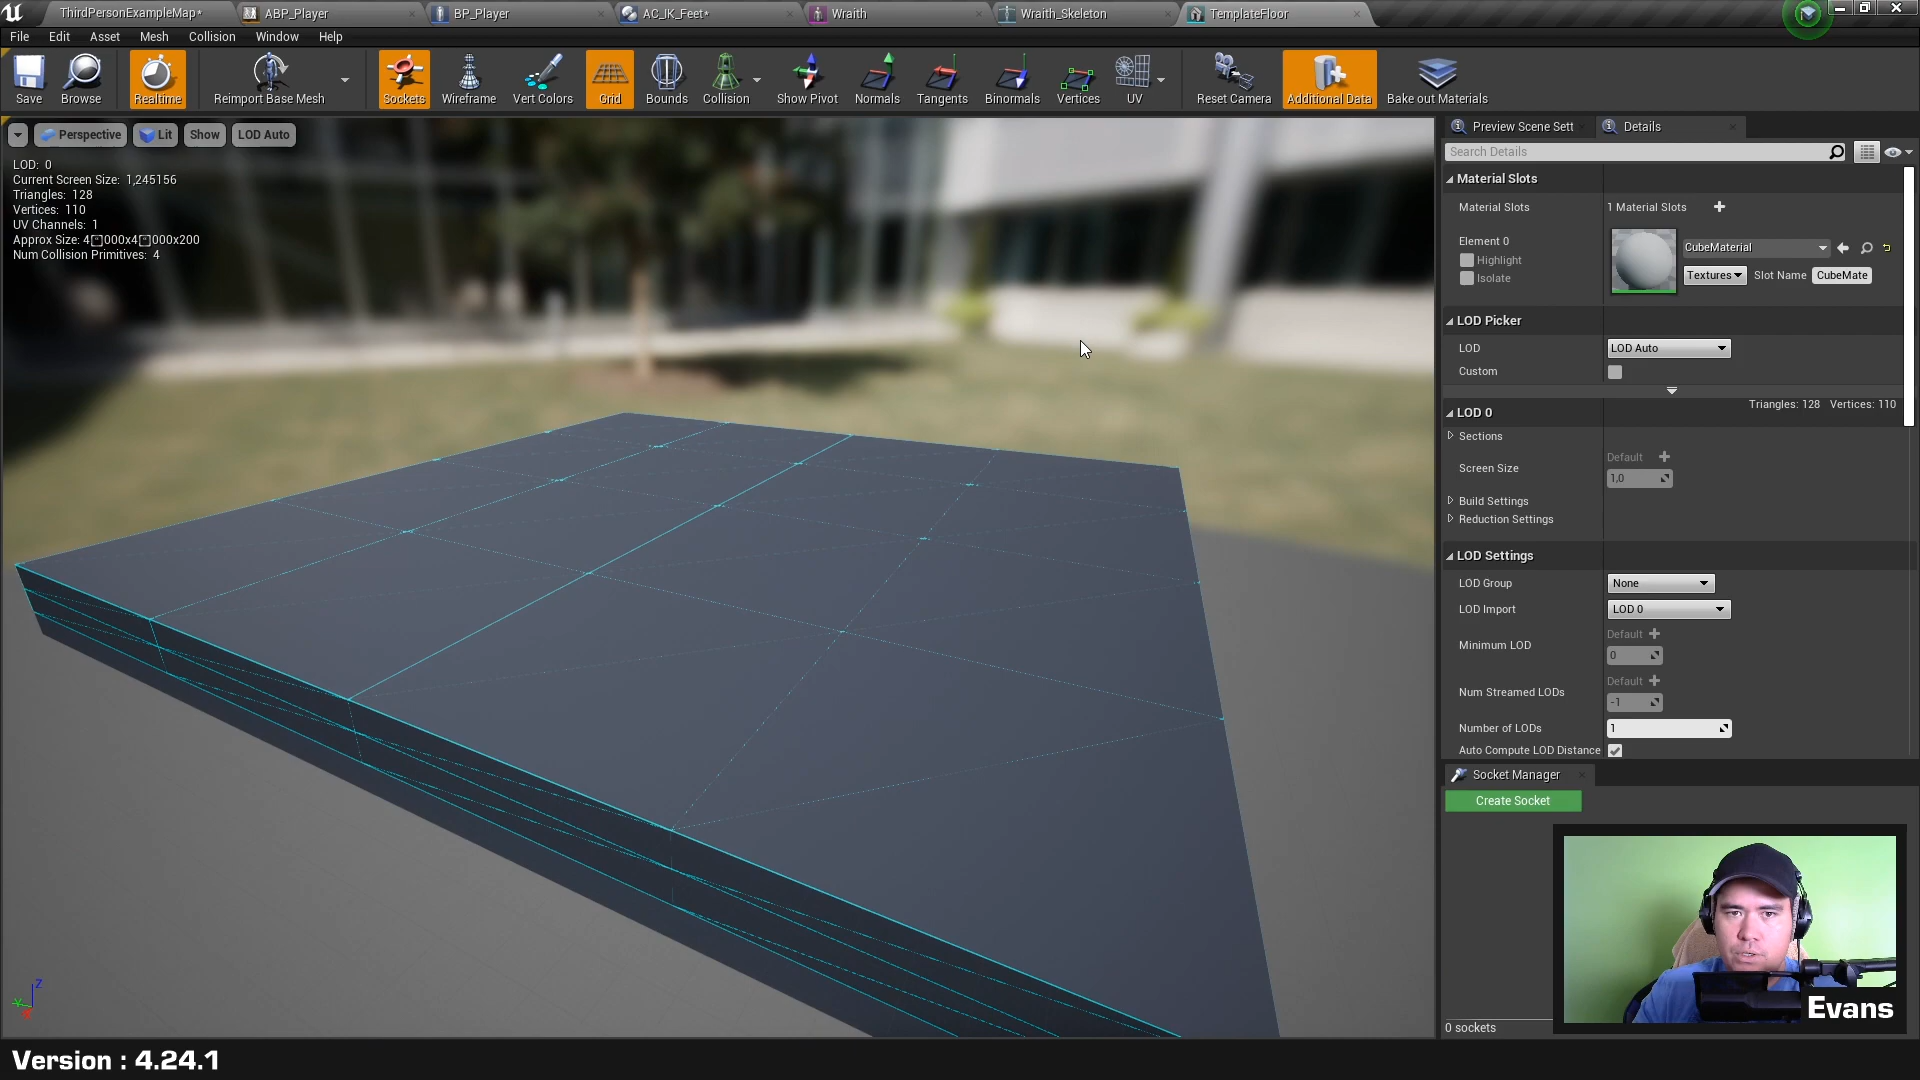 ThirdPersonExampleMap* ABP_Player BP_Player AC_IK_Feet* Wraith Wraith_Skeleton TemplateFloor
File Edit Asset Mesh Collision Window Help
Save Browse Realtime Reimport Base Mesh Sockets Wireframe Vert Colors Grid Bounds Collision Show Pivot Normals Tangents Binormals Vertices UV Reset Camera Additional Data Bake out Materials
Perspective Lit Show LOD Auto
LOD: 0
Current Screen Size: 1,245156
Triangles: 128
Vertices: 110
UV Channels: 1
Approx Size: 4 000x4 000x200
Num Collision Primitives: 4
Preview Scene Sett Details
Search Details
Material Slots
Material Slots 1 Material Slots
Element 0
Highlight
Isolate
CubeMaterial
Textures Slot Name CubeMate
LOD Picker
LOD LOD Auto
Custom
LOD 0 Triangles: 128 Vertices: 110
Sections
Screen Size Default
1,0
Build Settings
Reduction Settings
LOD Settings
LOD Group None
LOD Import LOD 0
Minimum LOD Default
0
Num Streamed LODs Default
-1
Number of LODs 1
Auto Compute LOD Distance
Socket Manager
Create Socket
0 sockets
Z
Y
X
Evans
Version : 4.24.1